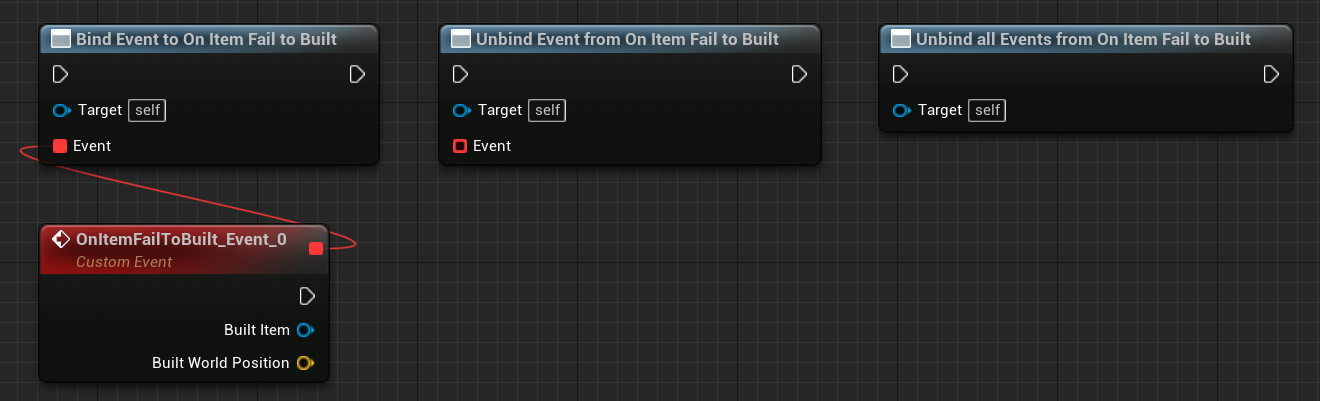 Bind Event to On Item Fail to Built
Target self
Event
Unbind Event from On Item Fail to Built
Target self
Event
Unbind all Events from On Item Fail to Built
Target self
OnItemFailToBuilt_Event_0
Custom Event
Built Item
Built World Position